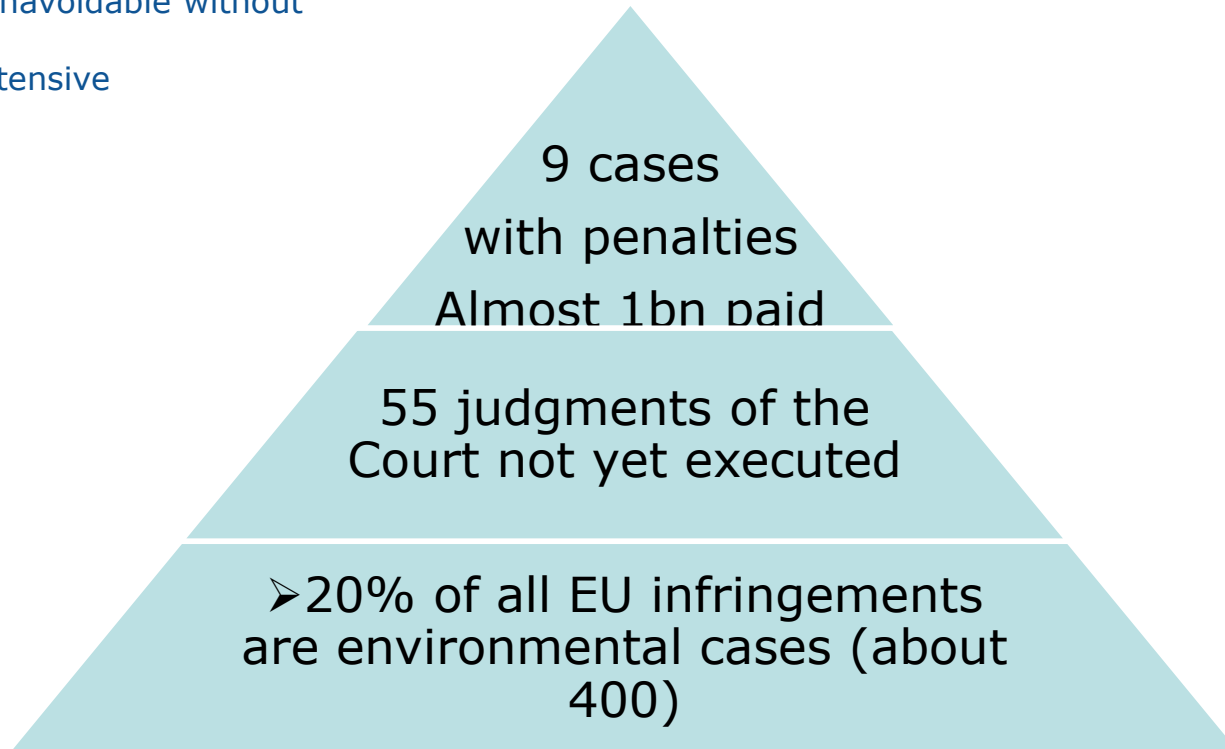 unavoidable without
tensive
9 cases
with penalties
Almost 1bn paid
55 judgments of the
Court not yet executed
➢20% of all EU infringements
are environmental cases (about
400)